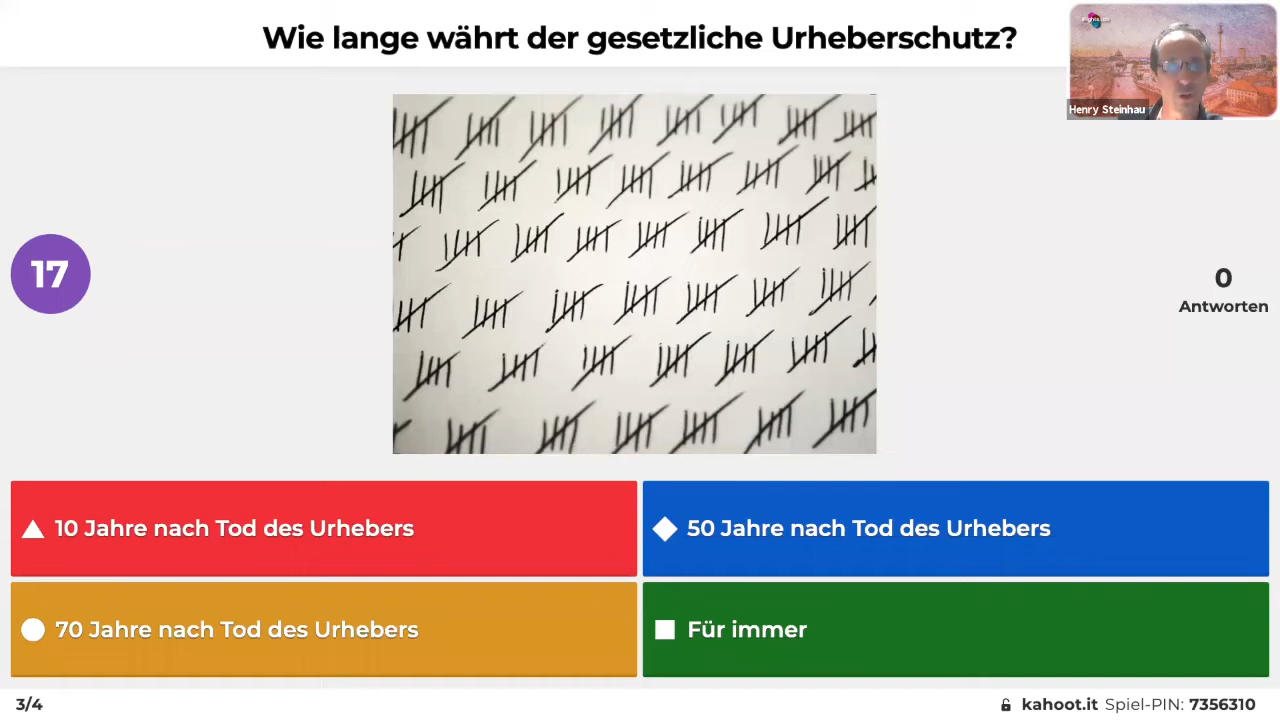 Wie lange währt der gesetzliche Urheberschutz?
Henry Steinhau
17
0
Antworten
10 Jahre nach Tod des Urhebers
50 Jahre nach Tod des Urhebers
70 Jahre nach Tod des Urhebers
Für immer
3/4
kahoot.it Spiel-PIN: 7356310